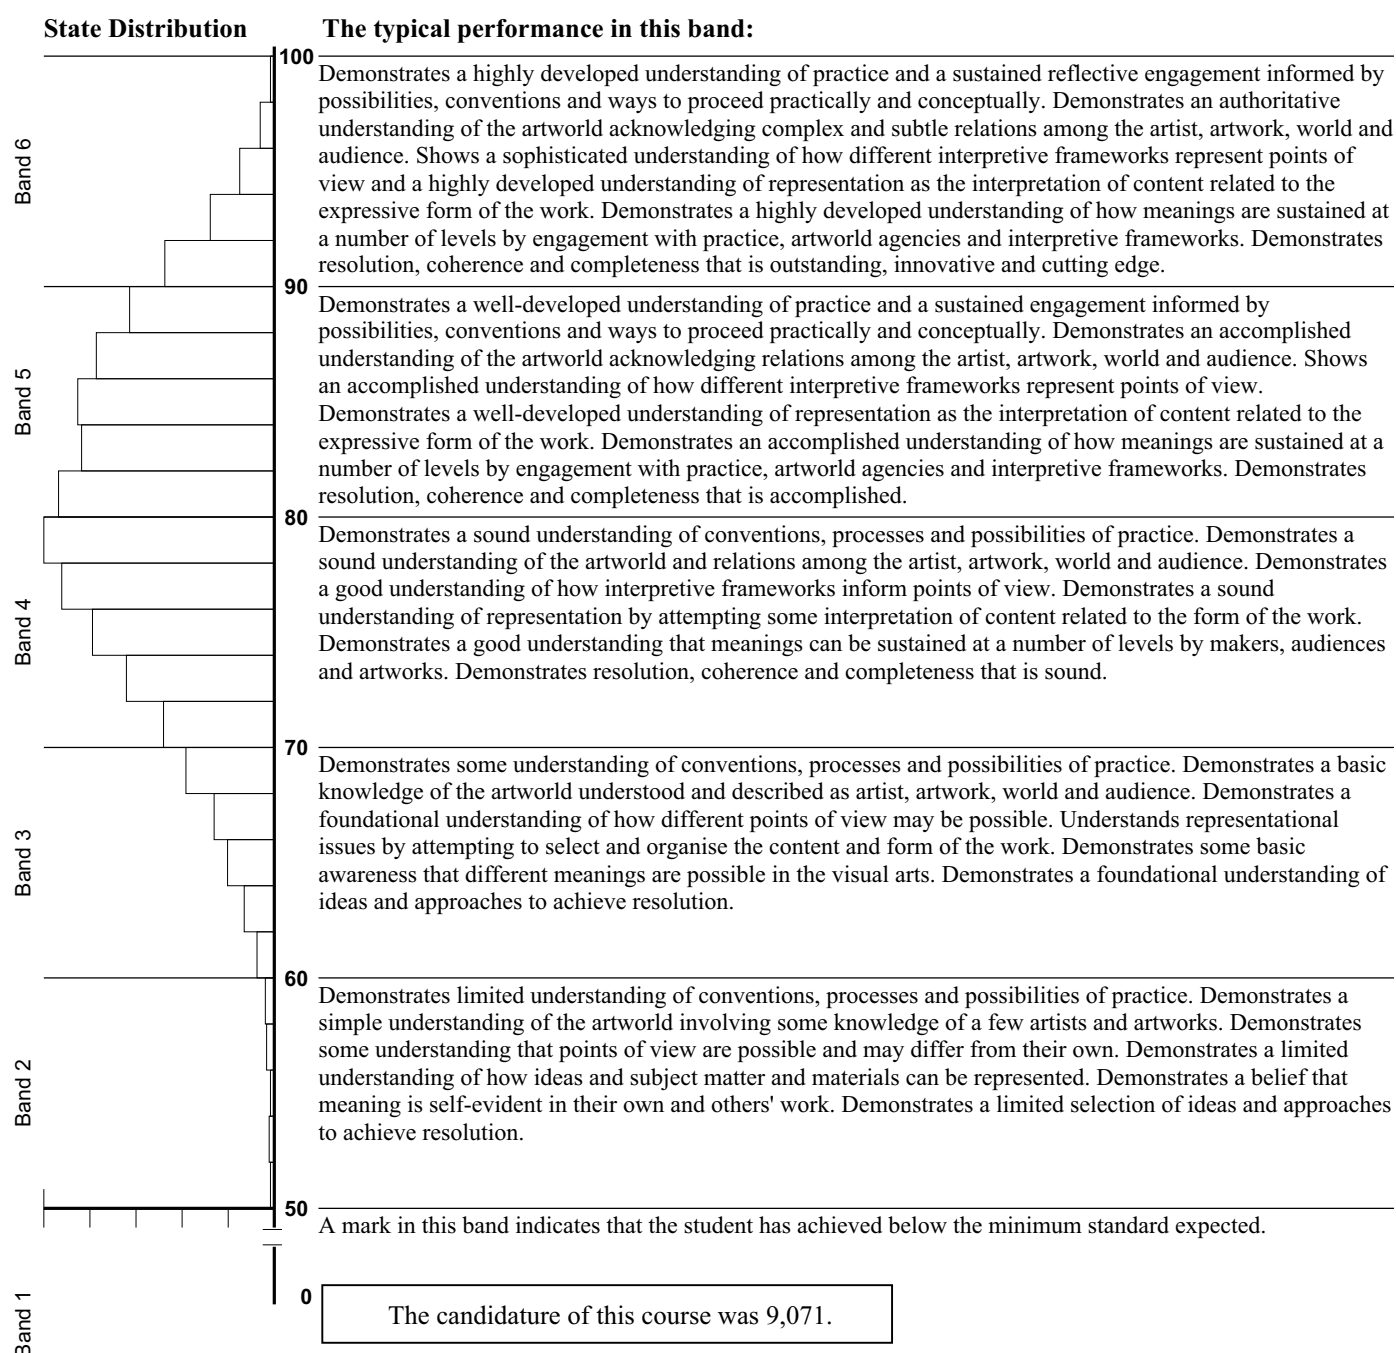 State Distribution
The typical performance in this band:
100
Band 6
Demonstrates a highly developed understanding of practice and a sustained reflective engagement informed by
possibilities, conventions and ways to proceed practically and conceptually. Demonstrates an authoritative
understanding of the artworld acknowledging complex and subtle relations among the artist, artwork, world and
audience. Shows a sophisticated understanding of how different interpretive frameworks represent points of
view and a highly developed understanding of representation as the interpretation of content related to the
expressive form of the work. Demonstrates a highly developed understanding of how meanings are sustained at
a number of levels by engagement with practice, artworld agencies and interpretive frameworks. Demonstrates
resolution, coherence and completeness that is outstanding, innovative and cutting edge.
90
Band 5
Demonstrates a well-developed understanding of practice and a sustained engagement informed by
possibilities, conventions and ways to proceed practically and conceptually. Demonstrates an accomplished
understanding of the artworld acknowledging relations among the artist, artwork, world and audience. Shows
an accomplished understanding of how different interpretive frameworks represent points of view.
Demonstrates a well-developed understanding of representation as the interpretation of content related to the
expressive form of the work. Demonstrates an accomplished understanding of how meanings are sustained at a
number of levels by engagement with practice, artworld agencies and interpretive frameworks. Demonstrates
resolution, coherence and completeness that is accomplished.
80
Band 4
Demonstrates a sound understanding of conventions, processes and possibilities of practice. Demonstrates a
sound understanding of the artworld and relations among the artist, artwork, world and audience. Demonstrates
a good understanding of how interpretive frameworks inform points of view. Demonstrates a sound
understanding of representation by attempting some interpretation of content related to the form of the work.
Demonstrates a good understanding that meanings can be sustained at a number of levels by makers, audiences
and artworks. Demonstrates resolution, coherence and completeness that is sound.
70
Band 3
Demonstrates some understanding of conventions, processes and possibilities of practice. Demonstrates a basic
knowledge of the artworld understood and described as artist, artwork, world and audience. Demonstrates a
foundational understanding of how different points of view may be possible. Understands representational
issues by attempting to select and organise the content and form of the work. Demonstrates some basic
awareness that different meanings are possible in the visual arts. Demonstrates a foundational understanding of
ideas and approaches to achieve resolution.
60
Band 2
Demonstrates limited understanding of conventions, processes and possibilities of practice. Demonstrates a
simple understanding of the artworld involving some knowledge of a few artists and artworks. Demonstrates
some understanding that points of view are possible and may differ from their own. Demonstrates a limited
understanding of how ideas and subject matter and materials can be represented. Demonstrates a belief that
meaning is self-evident in their own and others' work. Demonstrates a limited selection of ideas and approaches
to achieve resolution.
50
A mark in this band indicates that the student has achieved below the minimum standard expected.
0
Band 1
The candidature of this course was 9,071.